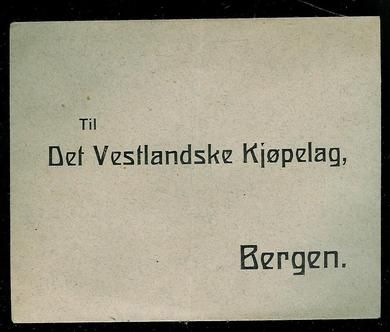 Til
Det Vestlandske Kjøpelag,
Bergen.